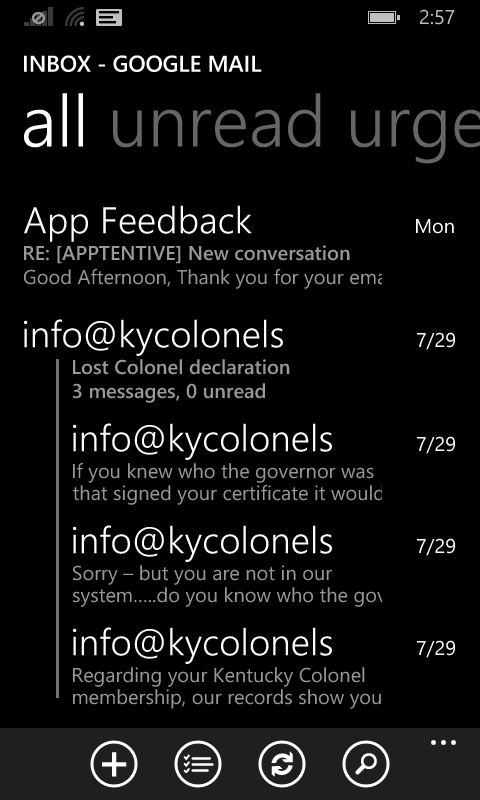 2:57
INBOX - GOOGLE MAIL
all unread urge
App Feedback Mon
RE: [APPTENTIVE] New conversation
Good Afternoon, Thank you for your ema
info@kycolonels 7/29
Lost Colonel declaration
3 messages, 0 unread
info@kycolonels 7/29
If you knew who the governor was
that signed your certificate it would
info@kycolonels 7/29
Sorry – but you are not in our
system…..do you know who the gov
info@kycolonels 7/29
Regarding your Kentucky Colonel
membership, our records show you